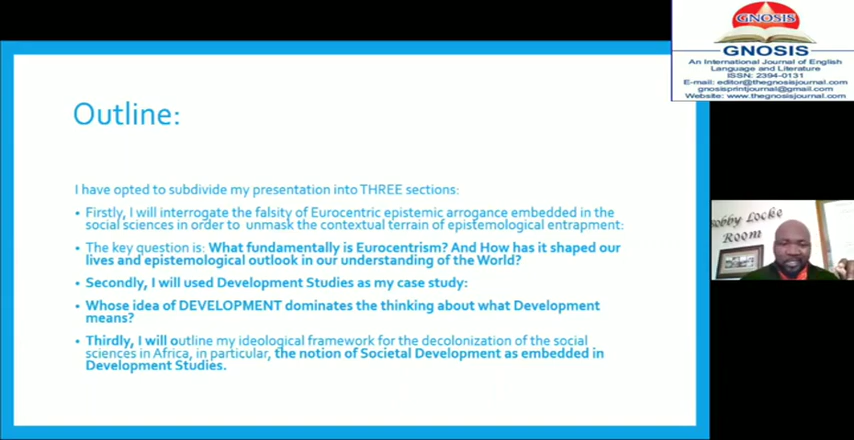 GNOSIS
GNOSIS
An International Journal of English
Language and Literature
ISSN: 2394-0131
E-mail: editor@thegnosisjournal.com
gnosisprintjournal@gmail.com
Website: www.thegnosisjournal.com
Outline:
I have opted to subdivide my presentation into THREE sections:
• Firstly, I will interrogate the falsity of Eurocentric epistemic arrogance embedded in the
social sciences in order to unmask the contextual terrain of epistemological entrapment:
• The key question is: What fundamentally is Eurocentrism? And How has it shaped our
lives and epistemological outlook in our understanding of the World?
• Secondly, I will used Development Studies as my case study:
• Whose idea of DEVELOPMENT dominates the thinking about what Development
means?
• Thirdly, I will outline my ideological framework for the decolonization of the social
sciences in Africa, in particular, the notion of Societal Development as embedded in
Development Studies.
obby Locke
Room